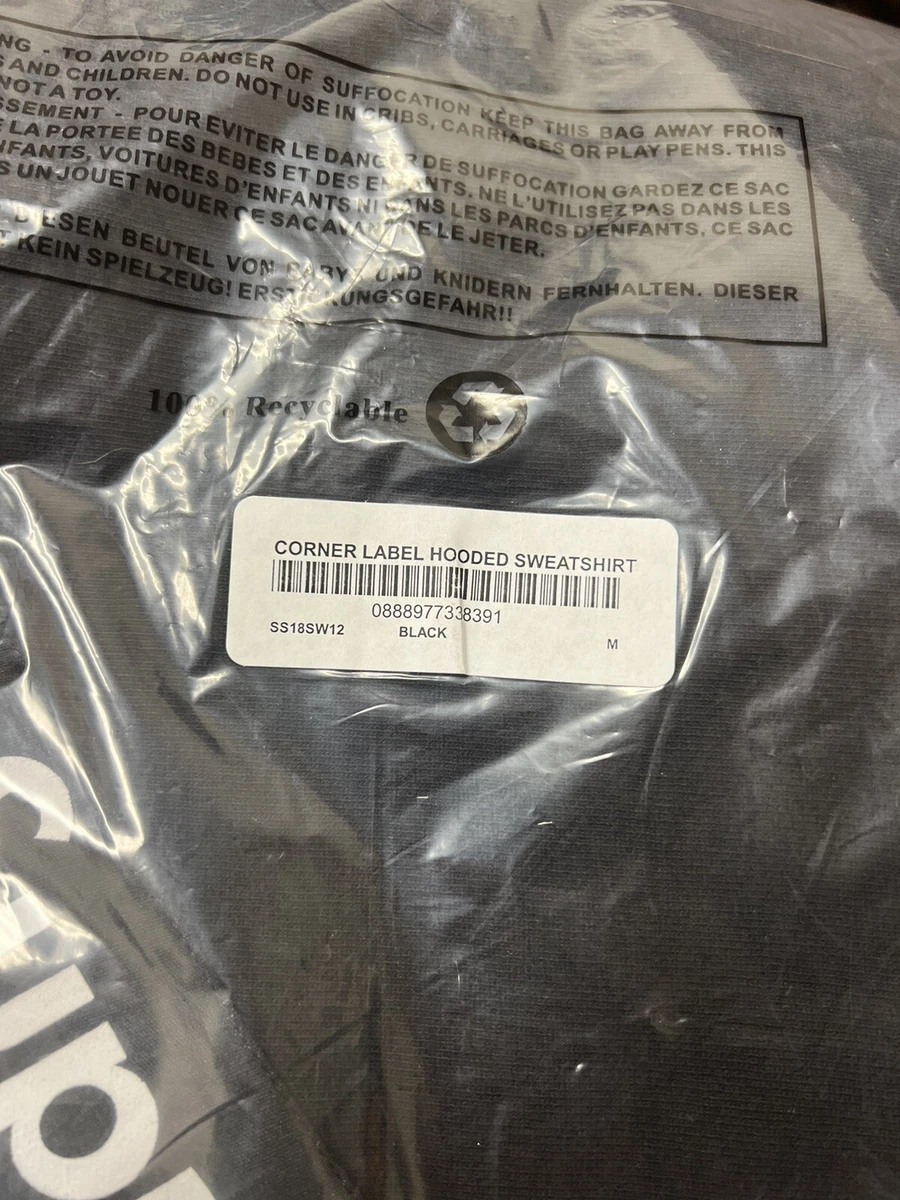 NG - TO AVOID DANGER OF SUFFOCATION KEEP THIS BAG AWAY FROM
S AND CHILDREN. DO NOT USE IN CRIBS, CARRIAGES OR PLAY PENS. THIS
NOT A TOY.
SSEMENT - POUR EVITER LE DANGER DE SUFFOCATION GARDEZ CE SAC
E LA PORTEE DES BEBES ET DES ENFANTS. NE L'UTILISEZ PAS DANS LES
NFANTS, VOITURES D'ENFANTS NI DANS LES PARCS D'ENFANTS, CE SAC
S UN JOUET NOUER CE SAC AVANT DE LE JETER.
DIESEN BEUTEL VON BABYS UND KNIDERN FERNHALTEN. DIESER
T KEIN SPIELZEUG! ERSTICKUNGSGEFAHR!!
100% Recyclable
CORNER LABEL HOODED SWEATSHIRT
0888977338391
SS18SW12 BLACK M
Sup